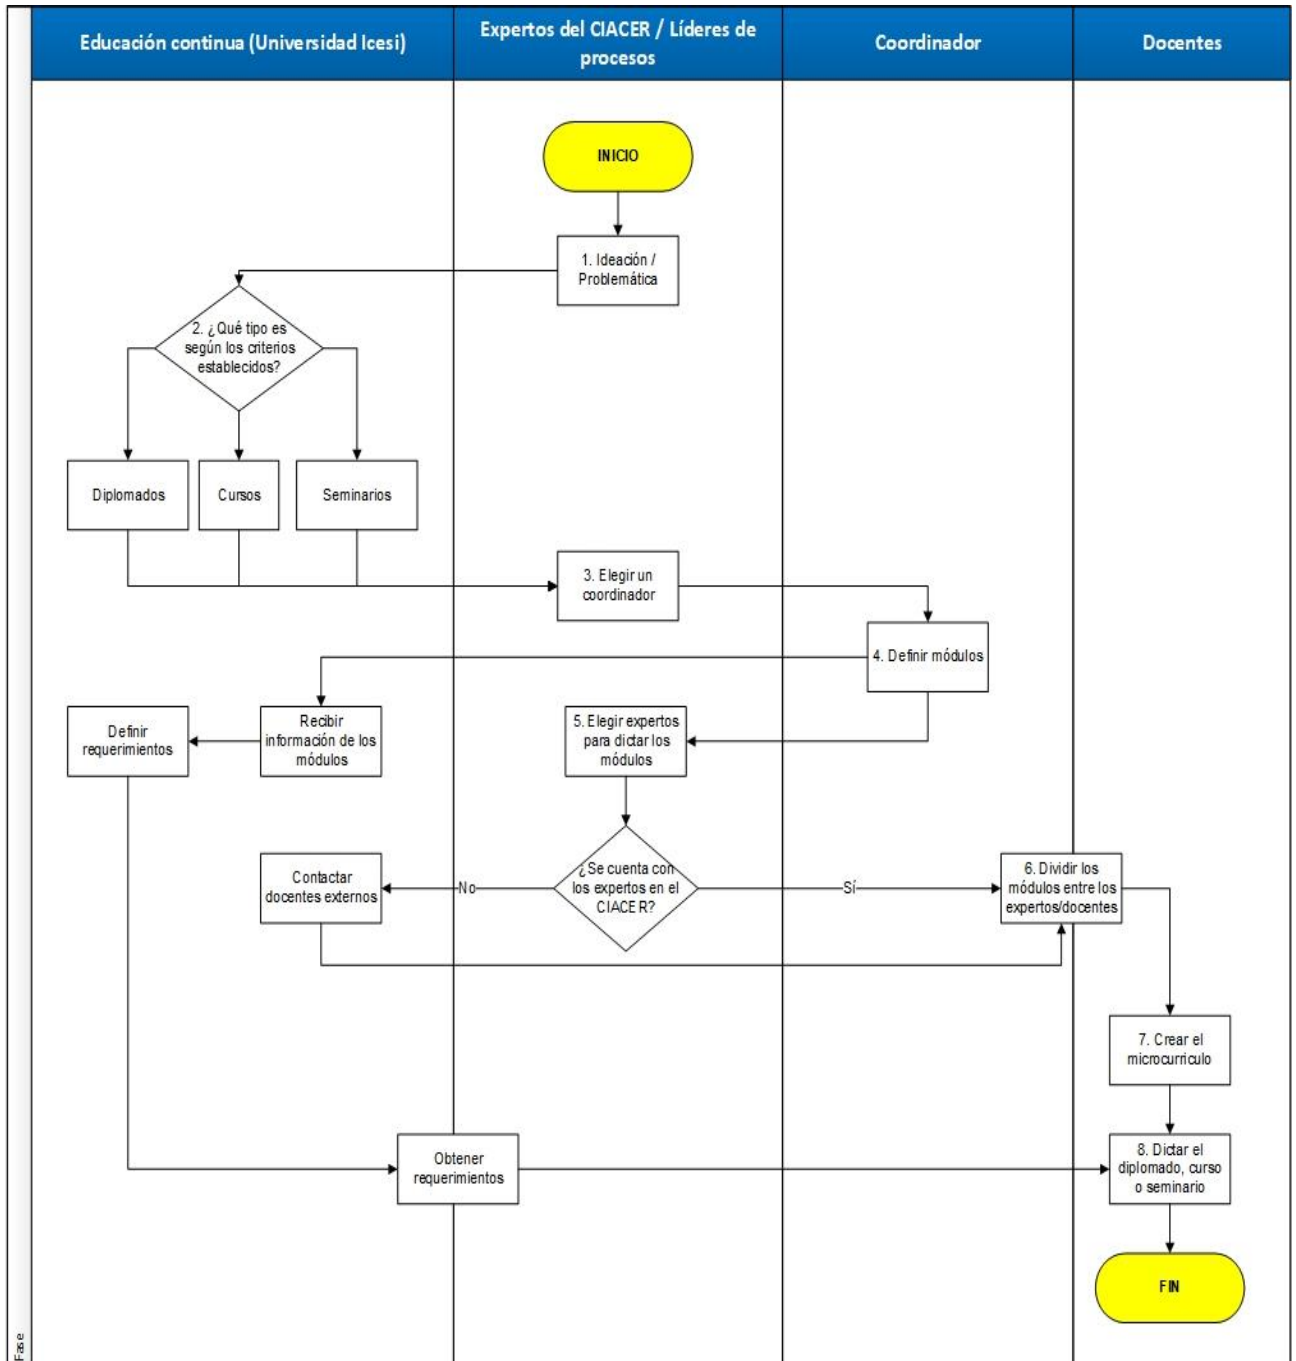 Educación continua (Universidad Icesi)
Expertos del CIACER / Líderes de
procesos
Coordinador
Docentes
INICIO
1. Ideación /
Problemática
2. ¿Qué tipo es
según los criterios
establecidos?
Diplomados
Cursos
Seminarios
3. Elegir un
coordinador
4. Definir módulos
Definir
requerimientos
Recibir
información de los
módulos
5. Elegir expertos
para dictar los
módulos
Contactar
docentes externos
No
¿Se cuenta con
los expertos en el
CIACER?
Sí
6. Dividir los
módulos entre los
expertos/docentes
7. Crear el
microcurriculo
Obtener
requerimientos
8. Dictar el
diplomado, curso
o seminario
FIN
Fase